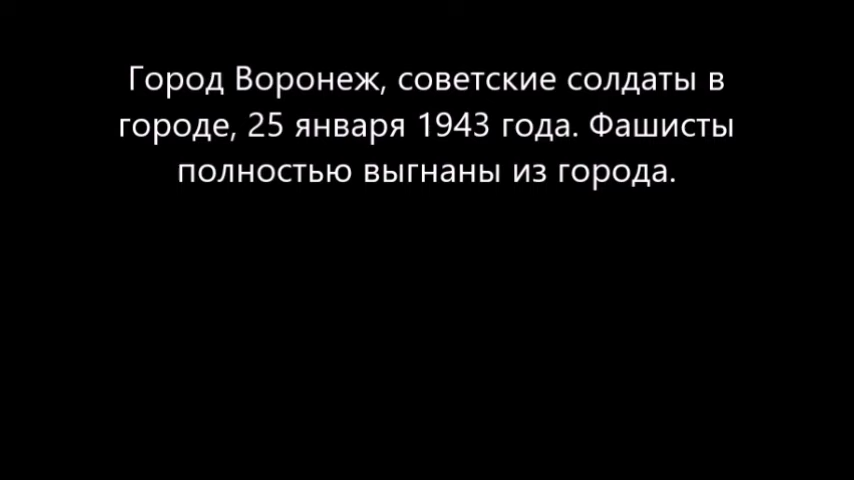 Город Воронеж, советские солдаты в
городе, 25 января 1943 года. Фашисты
полностью выгнаны из города.